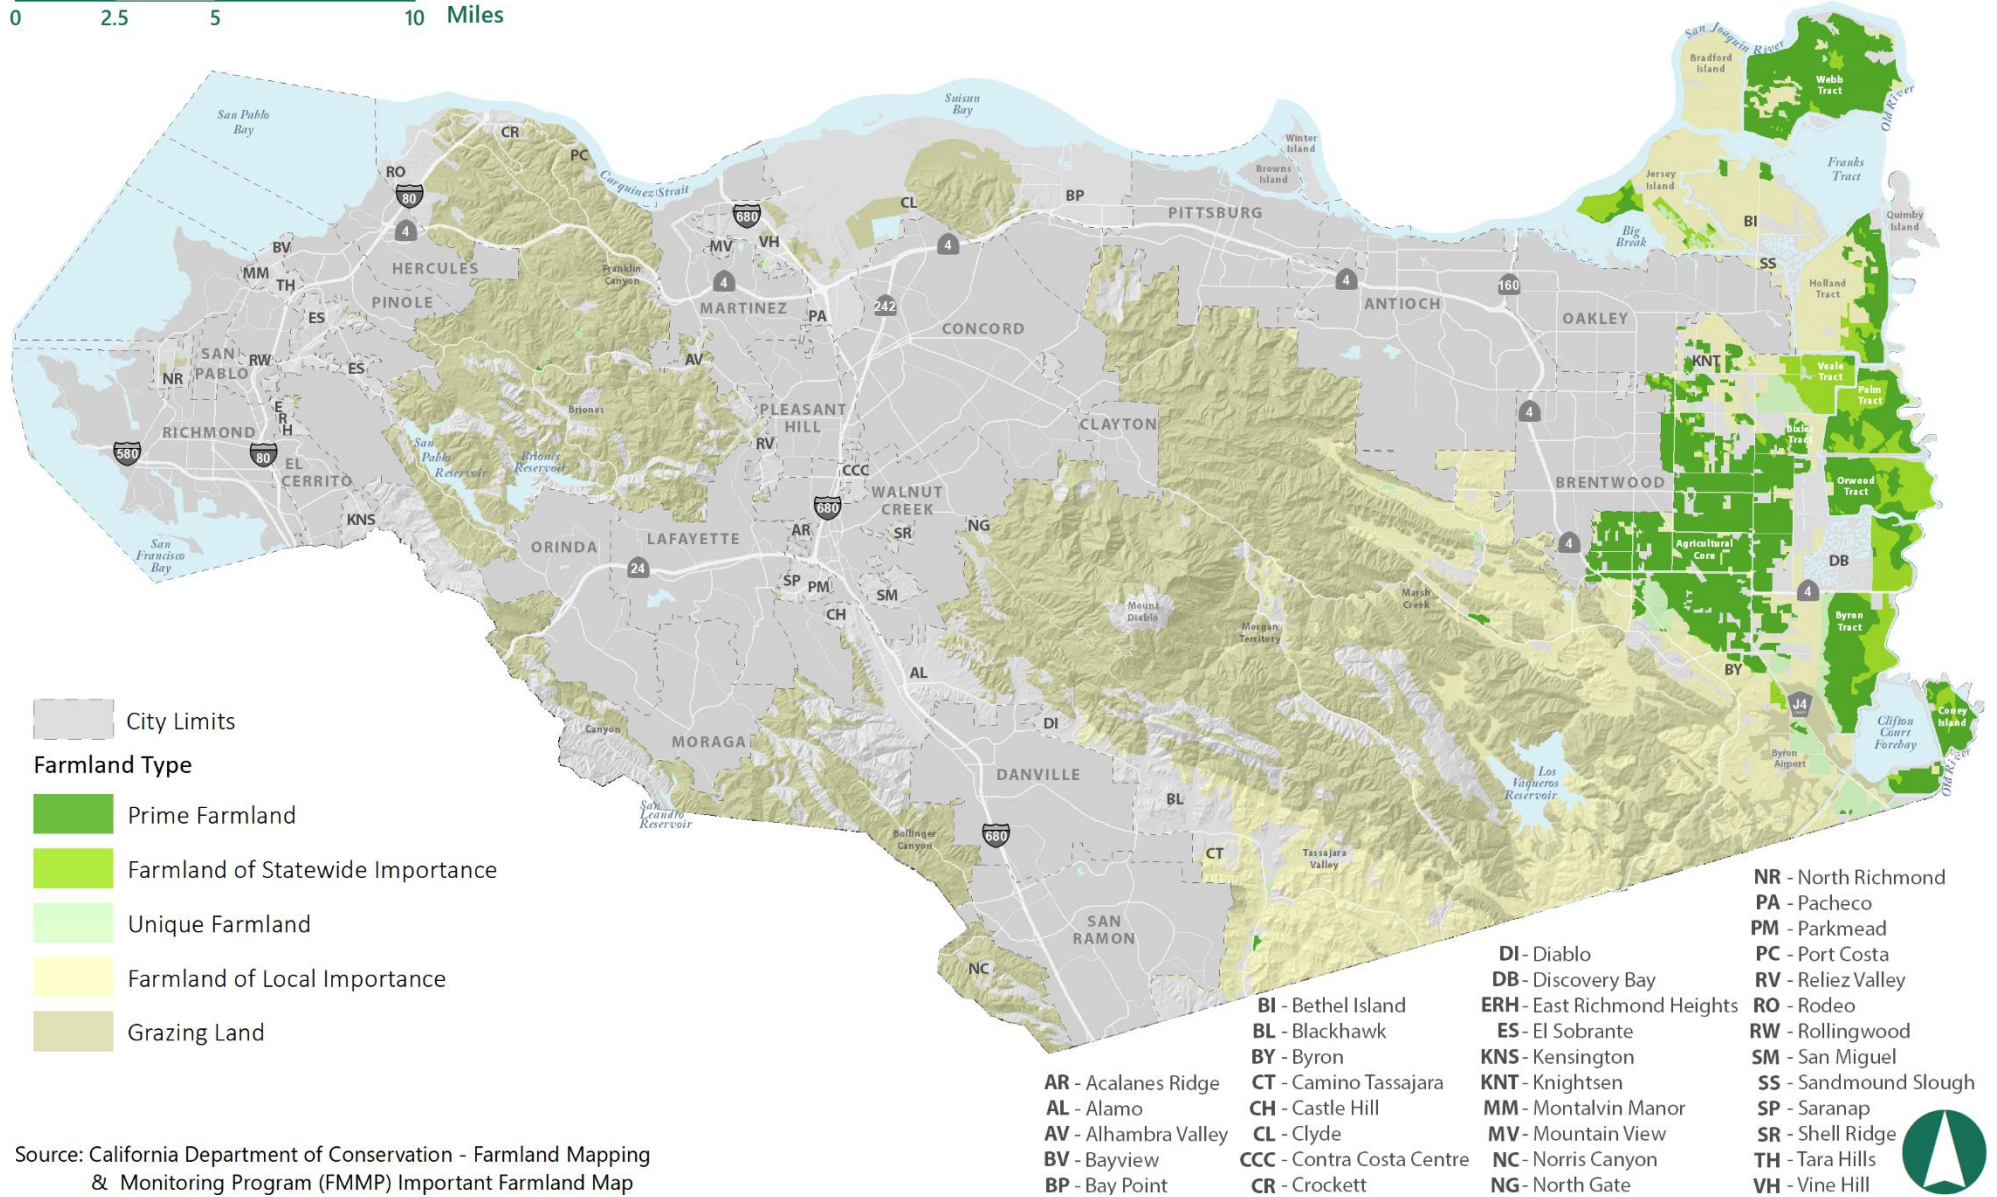 0 2.5 5 10 Miles
San Joaquin River
Bradford
Island
Webb
Tract
Old River
San Pablo
Bay
Suisun
Bay
CR
PC
RO
80
Carquinez Strait
Winter
Island
Browns
Island
Franks
Tract
Jersey
Island
BP
PITTSBURG
CL
680
4
MV
VH
4
BI
Quimby
Island
Big
Break
BV
MM
TH
HERCULES
PINOLE
Franklin
Canyon
4
MARTINEZ
PA
242
CONCORD
4
ANTIOCH
160
OAKLEY
SS
Holland
Tract
ES
SAN
PABLO
RW
NR
ES
AV
KNT
Veale
Tract
Palm
Tract
E
R
H
RICHMOND
580
80
EL
CERRITO
Briones
San
Pablo
Reservoir
Briones
Reservoir
PLEASANT
HILL
RV
CLAYTON
4
Bixler
Tract
CCC
WALNUT
CREEK
680
BRENTWOOD
Orwood
Tract
KNS
San
Francisco
Bay
ORINDA
LAFAYETTE
24
AR
SR
NG
4
Agricultural
Core
DB
SP
PM
SM
CH
Mount
Diablo
Morgan
Territory
Marsh
Creek
4
Byron
Tract
AL
BY
J4
Coney
Island
DI
Canyon
MORAGA
Clifton
Court
Forebay
Byron
Airport
Old River
DANVILLE
BL
Los
Vaqueros
Reservoir
San
Leandro
Reservoir
Bollinger
Canyon
680
CT
Tassajara
Valley
SAN
RAMON
NC
City Limits
Farmland Type
Prime Farmland
Farmland of Statewide Importance
Unique Farmland
Farmland of Local Importance
Grazing Land
Source: California Department of Conservation - Farmland Mapping
& Monitoring Program (FMMP) Important Farmland Map
AR - Acalanes Ridge
AL - Alamo
AV - Alhambra Valley
BV - Bayview
BP - Bay Point
BI - Bethel Island
BL - Blackhawk
BY - Byron
CT - Camino Tassajara
CH - Castle Hill
CL - Clyde
CCC - Contra Costa Centre
CR - Crockett
DI - Diablo
DB - Discovery Bay
ERH - East Richmond Heights
ES - El Sobrante
KNS - Kensington
KNT - Knightsen
MM - Montalvin Manor
MV - Mountain View
NC - Norris Canyon
NG - North Gate
NR - North Richmond
PA - Pacheco
PM - Parkmead
PC - Port Costa
RV - Reliez Valley
RO - Rodeo
RW - Rollingwood
SM - San Miguel
SS - Sandmound Slough
SP - Saranap
SR - Shell Ridge
TH - Tara Hills
VH - Vine Hill